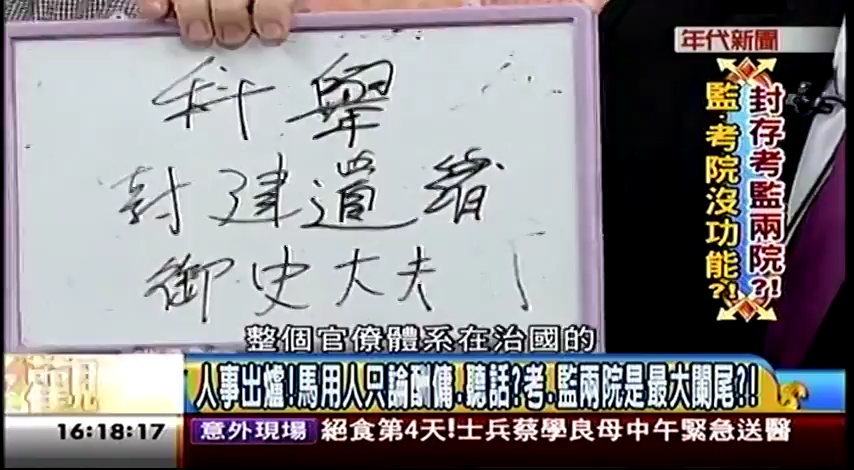 年代新聞
科舉
封建遺
御史大夫
封存考監兩院?!
監.考院沒功能?!
整個官僚體系在治國的
觀
人事出爐!馬用人只論酬傭.聽話?考.監兩院是最大闌尾?!
16:18:17
意外現場
絕食第4天!士兵蔡學良母中午緊急送醫